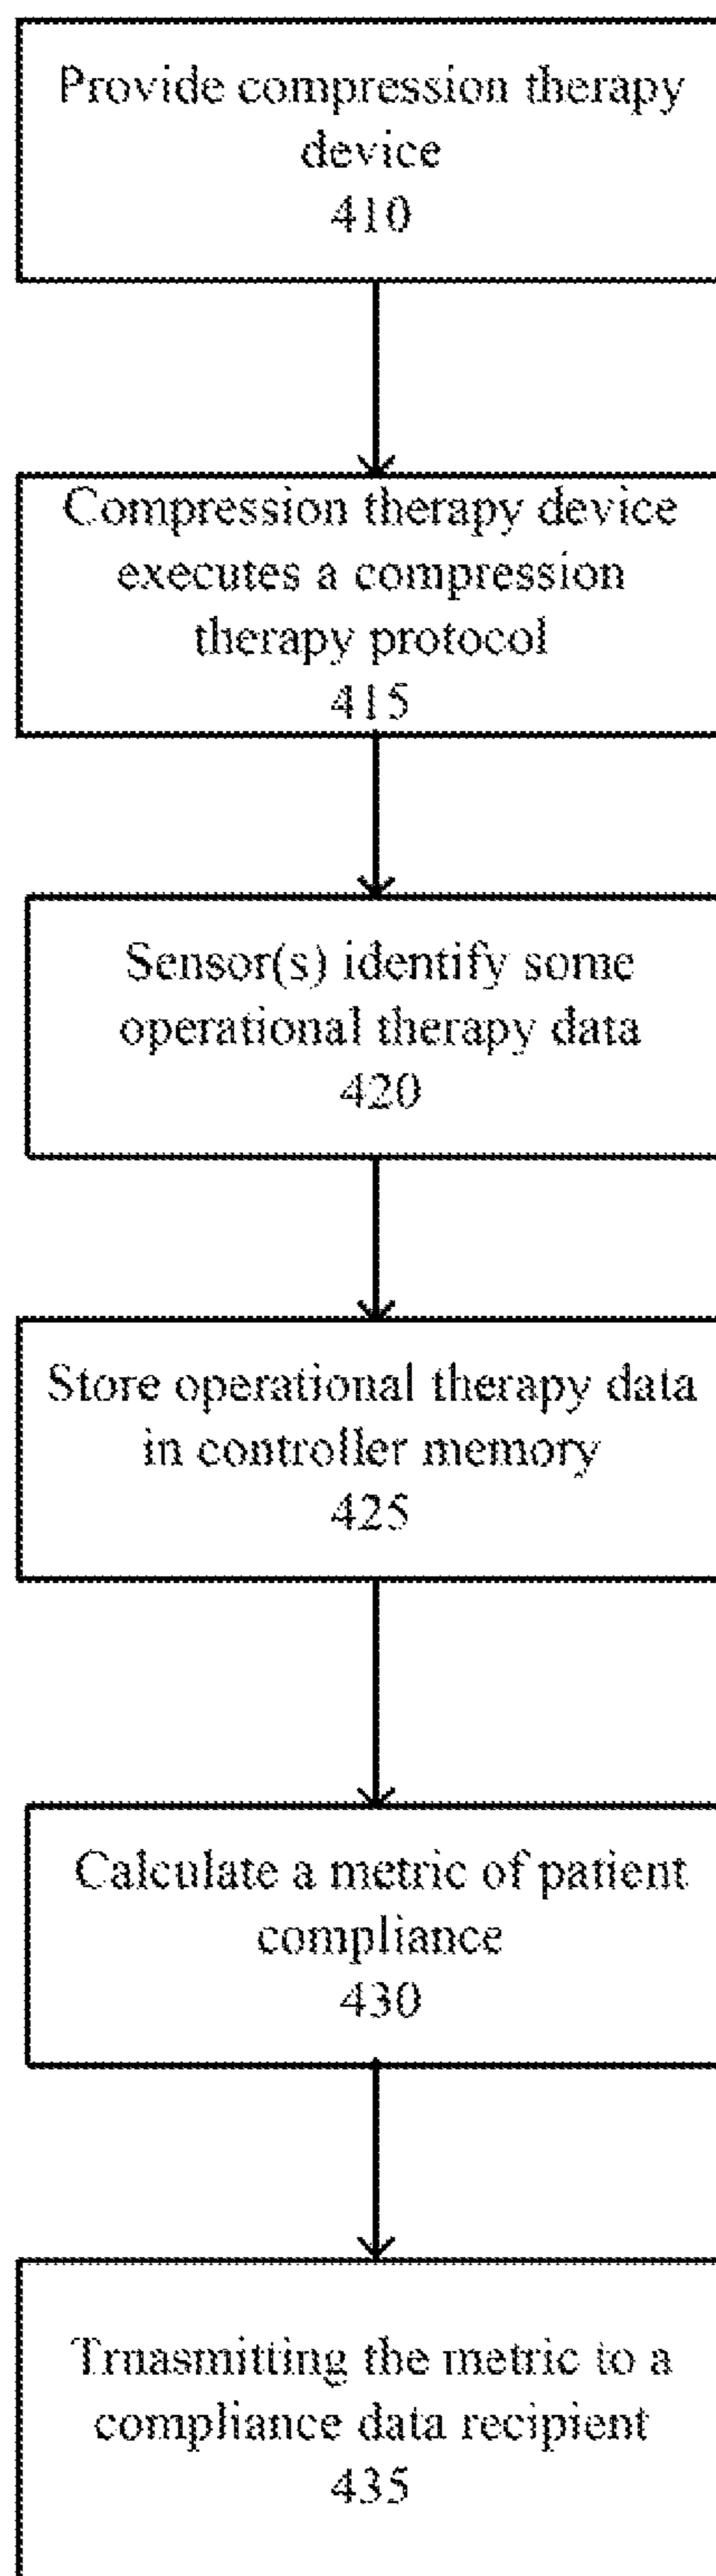 Provide compression therapy
device
410
Compression therapy device
executes a compression
therapy protocol
415
Sensor(s) identify some
operational therapy data
420
Store operational therapy data
in controller memory
425
Calculate a metric of patient
compliance
430
Trnasmitting the metric to a
compliance data recipient
435